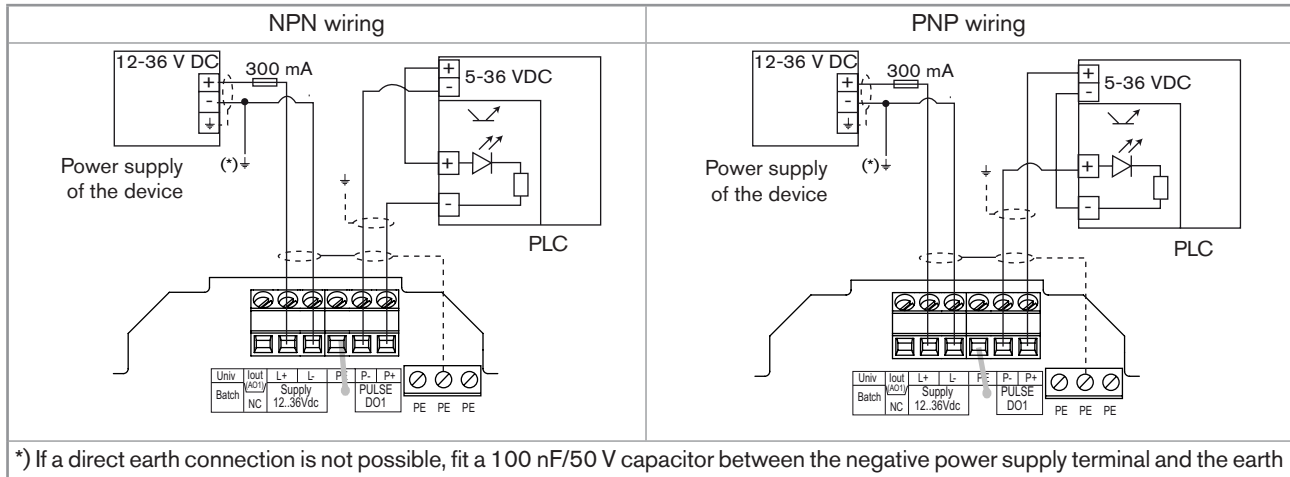 NPN wiring
PNP wiring
12-36 V DC
+
-
300 mA
+
-
5-36 VDC
Power supply
of the device
(*)
+
-
PLC
Univ Iout (AO1) L+ L- PE P- P+
Batch NC Supply 12..36Vdc PULSE DO1
PE PE PE
12-36 V DC
+
-
300 mA
+
-
5-36 VDC
Power supply
of the device
(*)
+
-
PLC
Univ Iout (AO1) L+ L- PE P- P+
Batch NC Supply 12..36Vdc PULSE DO1
PE PE PE
*) If a direct earth connection is not possible, fit a 100 nF/50 V capacitor between the negative power supply terminal and the earth